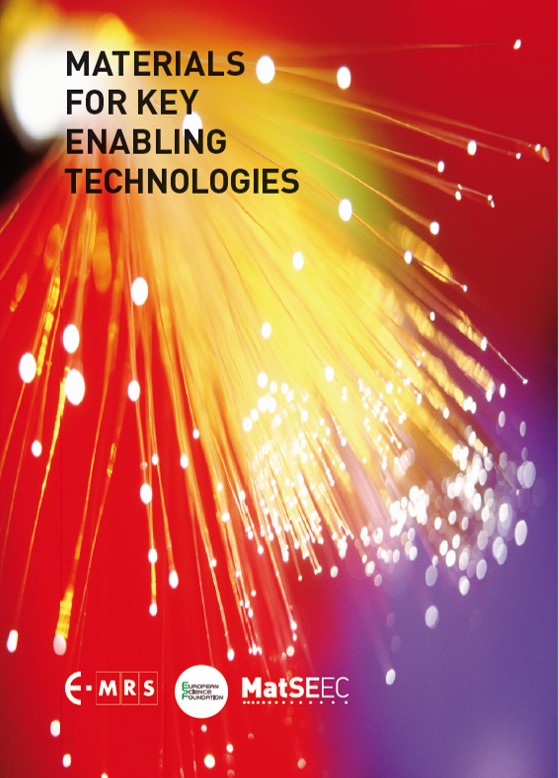 MATERIALS
FOR KEY
ENABLING
TECHNOLOGIES
E-MRS
EUROPEAN
SCIENCE
FOUNDATION
MatSEEC